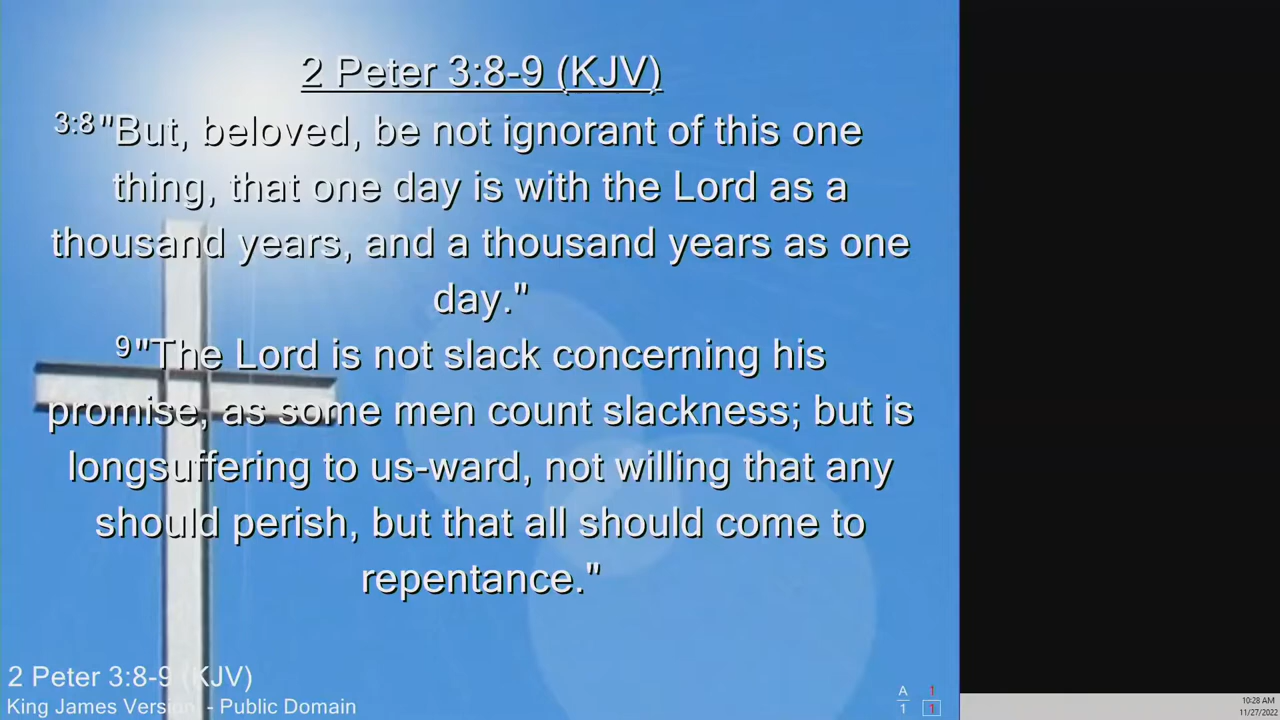 2 Peter 3:8-9 (KJV)
3:8"But, beloved, be not ignorant of this one
thing, that one day is with the Lord as a
thousand years, and a thousand years as one
day."
9"The Lord is not slack concerning his
promise, as some men count slackness; but is
longsuffering to us-ward, not willing that any
should perish, but that all should come to
repentance."
2 Peter 3:8-9 (KJV)
King James Version - Public Domain
A 1
1 1
10:28 AM
11/27/2022